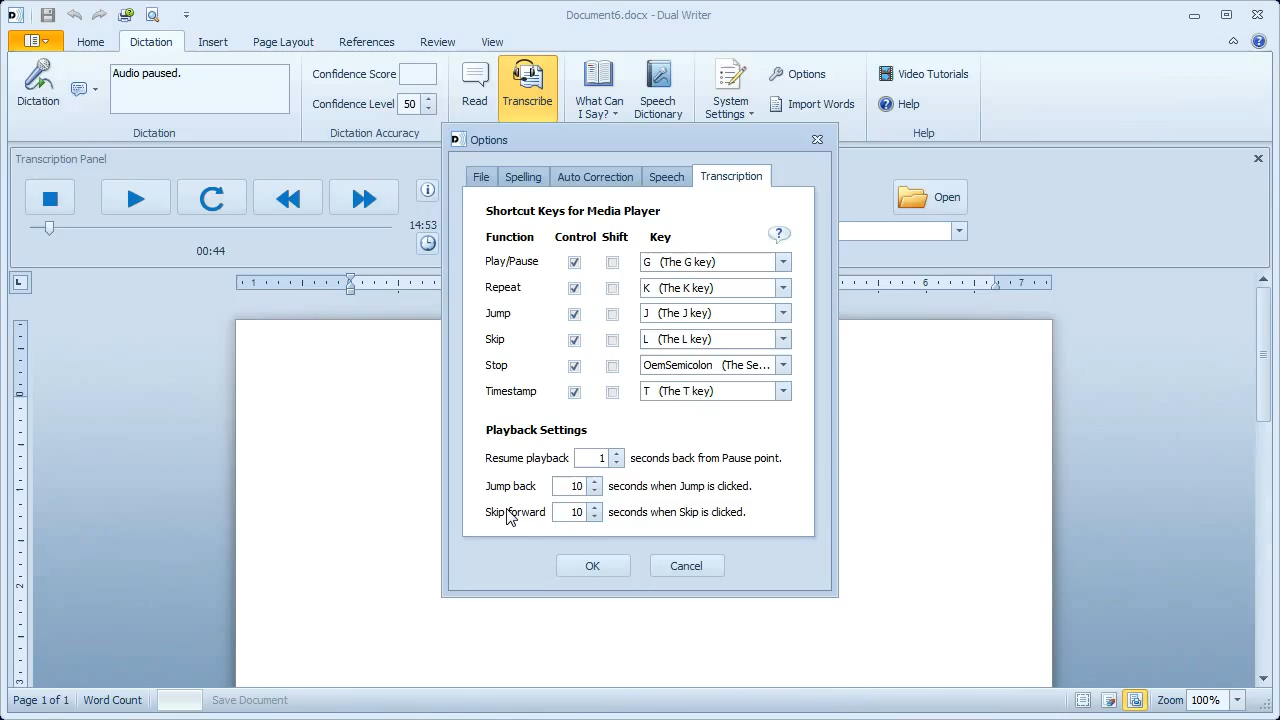 Document6.docx - Dual Writer
Home Dictation Insert Page Layout References Review View
Dictation
Audio paused.
Confidence Score
Confidence Level 50
Read
Transcribe
What Can
I Say?
Speech
Dictionary
System
Settings
Options
Import Words
Video Tutorials
Help
Dictation
Dictation Accuracy
Help
Transcription Panel
14:53
00:44
Open
Options
File Spelling Auto Correction Speech Transcription
Shortcut Keys for Media Player
Function Control Shift Key
Play/Pause G (The G key)
Repeat K (The K key)
Jump J (The J key)
Skip L (The L key)
Stop OemSemicolon (The Se...
Timestamp T (The T key)
Playback Settings
Resume playback 1 seconds back from Pause point.
Jump back 10 seconds when Jump is clicked.
Skip forward 10 seconds when Skip is clicked.
OK Cancel
1 6 7
2
3
Page 1 of 1 Word Count Save Document Zoom 100%